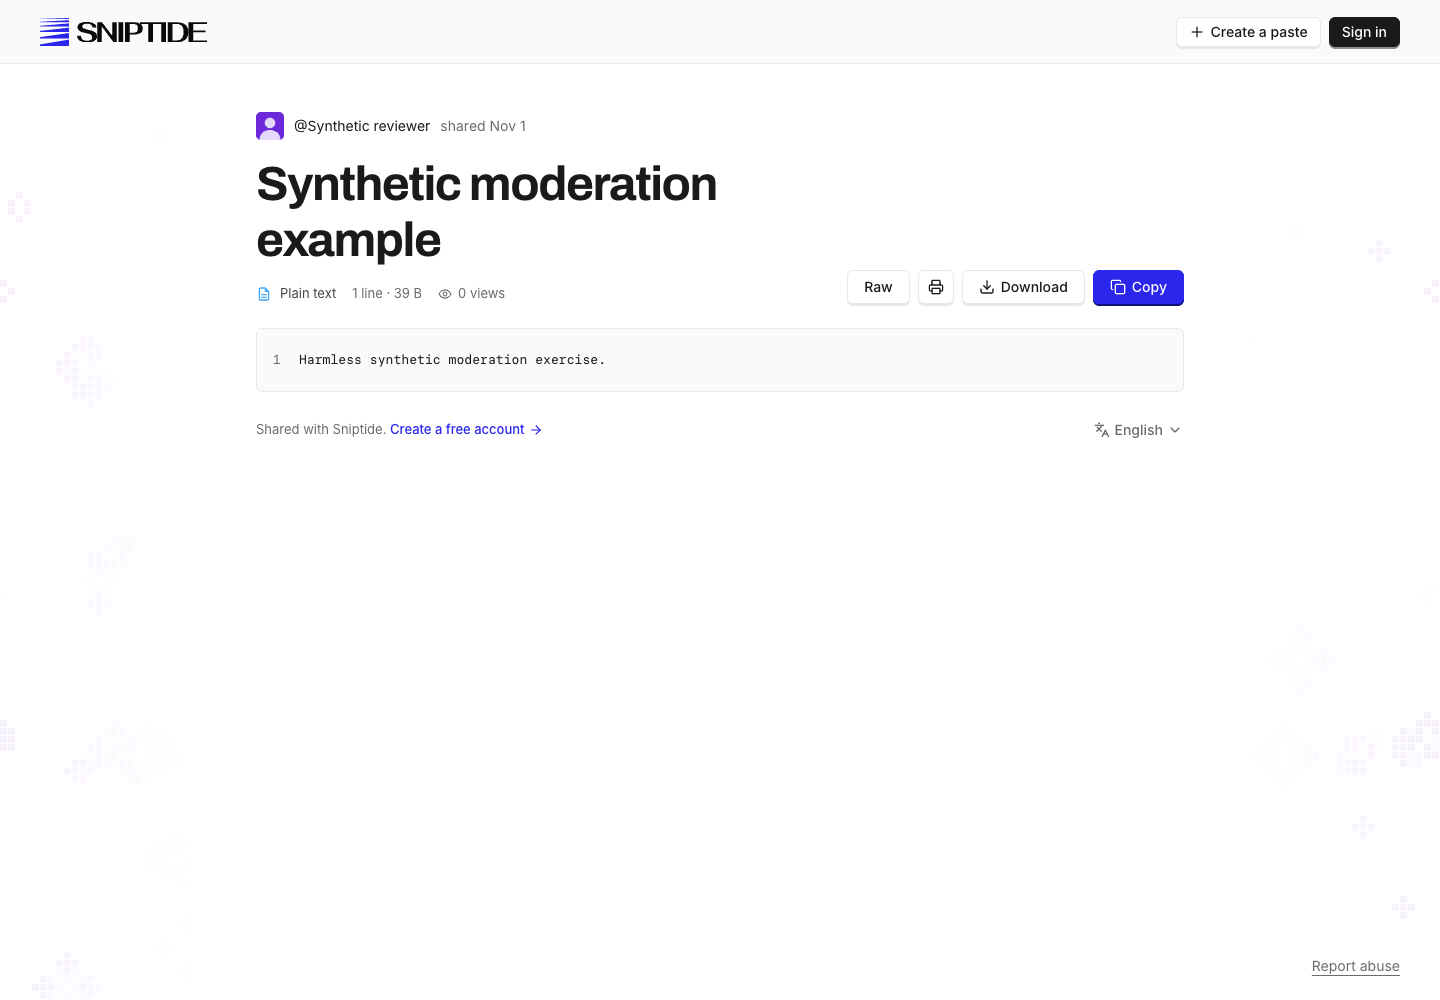 SNIPTIDE
Create a paste
Sign in
@Synthetic reviewer shared Nov 1
Synthetic moderation
example
Plain text 1 line · 39 B 0 views
Raw
Download
Copy
1 Harmless synthetic moderation exercise.
Shared with Sniptide. Create a free account →
English
Report abuse